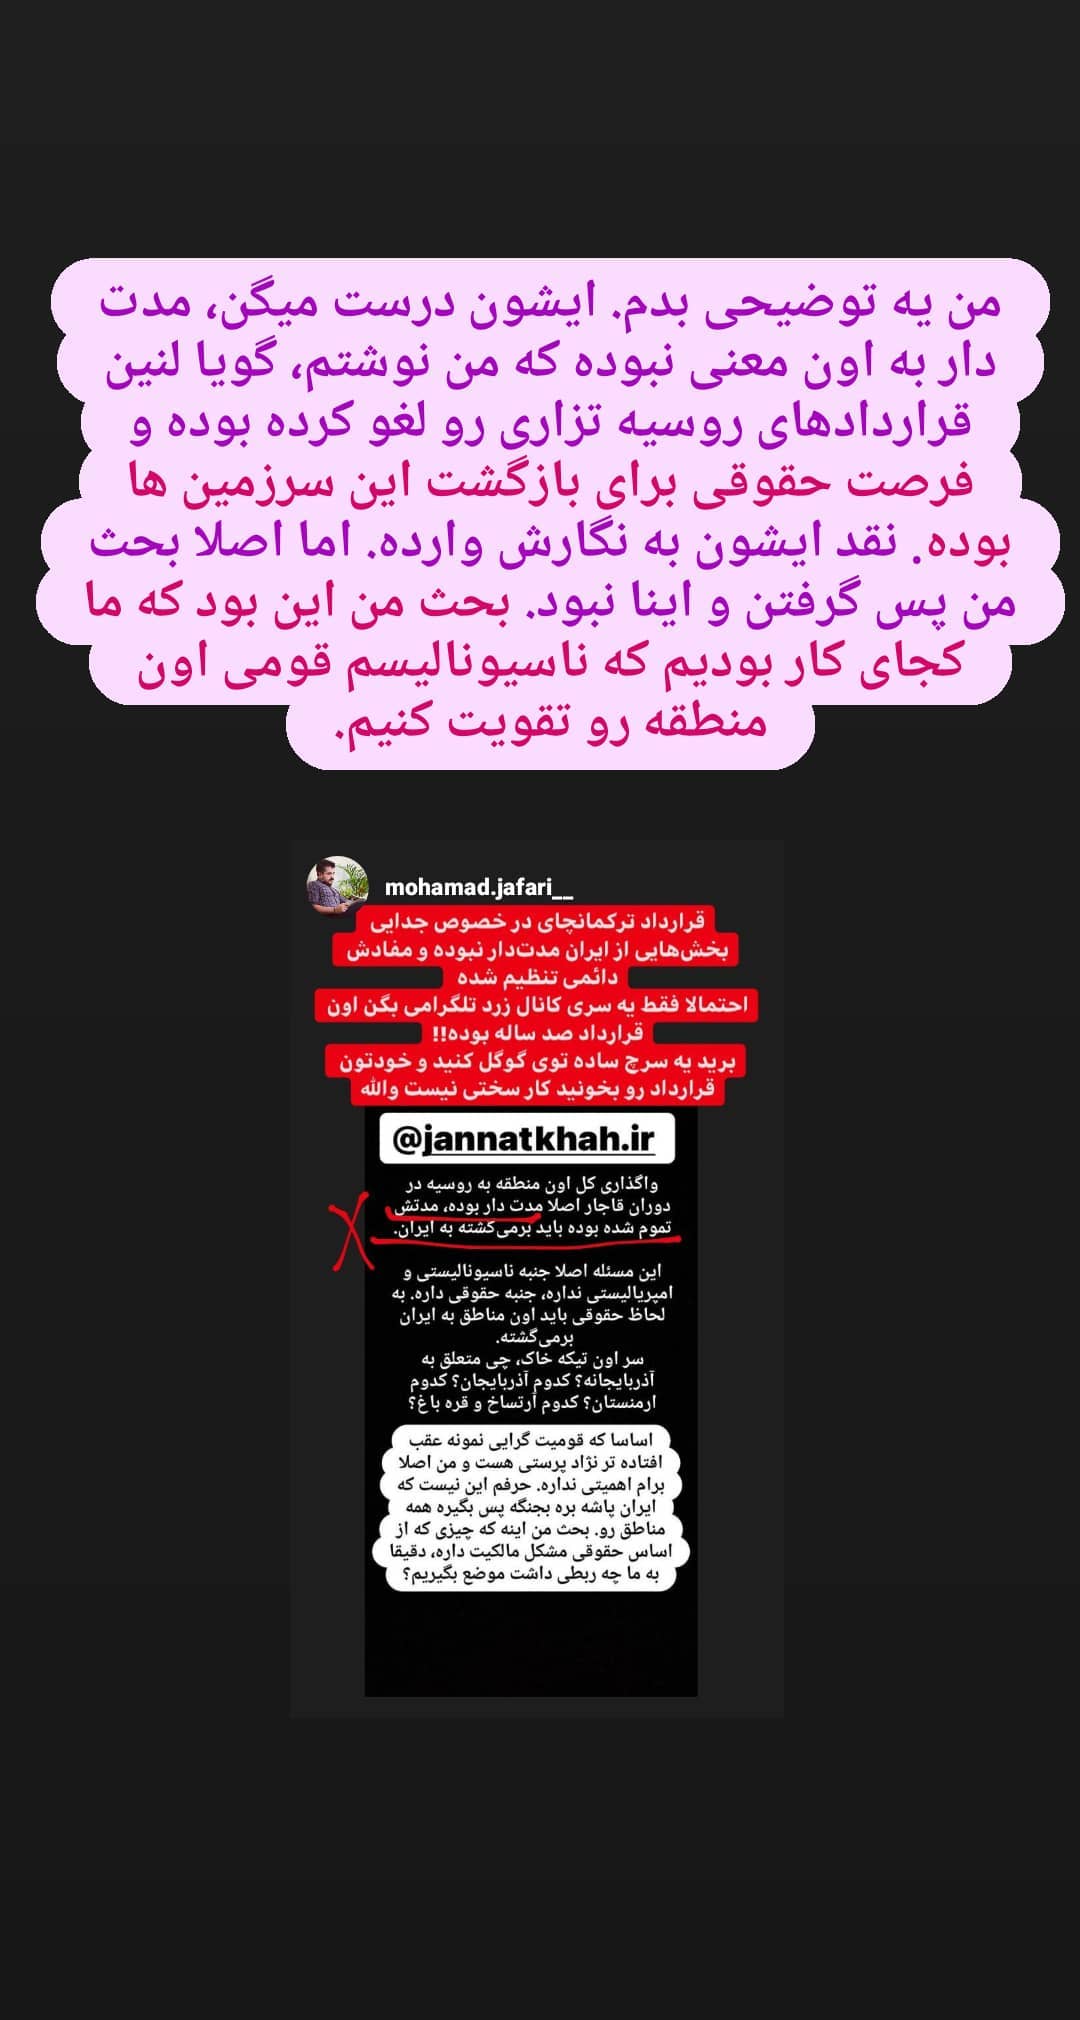 من یه توضیحی بدم. ایشون درست میگن، مدت
دار به اون معنی نبوده که من نوشتم، گویا لنین
قراردادهای روسیه تزاری رو لغو کرده بوده و
فرصت حقوقی برای بازگشت این سرزمین ها
بوده. نقد ایشون به نگارش وارده. اما اصلا بحث
من پس گرفتن و اینا نبود. بحث من این بود که ما
کجای کار بودیم که ناسیونالیسم قومی اون
منطقه رو تقویت کنیم.
mohamad.jafari__
قرارداد ترکمانچای در خصوص جدایی
بخش‌هایی از ایران مدت‌دار نبوده و مفادش
دائمی تنظیم شده
احتمالا فقط یه سری کانال زرد تلگرامی بگن اون
قرارداد صد ساله بوده!!
برید یه سرچ ساده توی گوگل کنید و خودتون
قرارداد رو بخونید کار سختی نیست والله
@jannatkhah.ir
واگذاری کل اون منطقه به روسیه در
دوران قاجار اصلا مدت دار بوده، مدتش
تموم شده بوده باید برمی‌گشته به ایران.
این مسئله اصلا جنبه ناسیونالیستی و
امپریالیستی نداره، جنبه حقوقی داره. به
لحاظ حقوقی باید اون مناطق به ایران
برمی‌گشته.
سر اون تیکه خاک، چی متعلق به
آذربایجانه؟ کدوم آذربایجان؟ کدوم
ارمنستان؟ کدوم آرتساخ و قره باغ؟
اساسا که قومیت گرایی نمونه عقب
افتاده تر نژاد پرستی هست و من اصلا
برام اهمیتی نداره. حرفم این نیست که
ایران پاشه بره بجنگه پس بگیره همه
مناطق رو. بحث من اینه که چیزی که از
اساس حقوقی مشکل مالکیت داره، دقیقا
به ما چه ربطی داشت موضع بگیریم؟